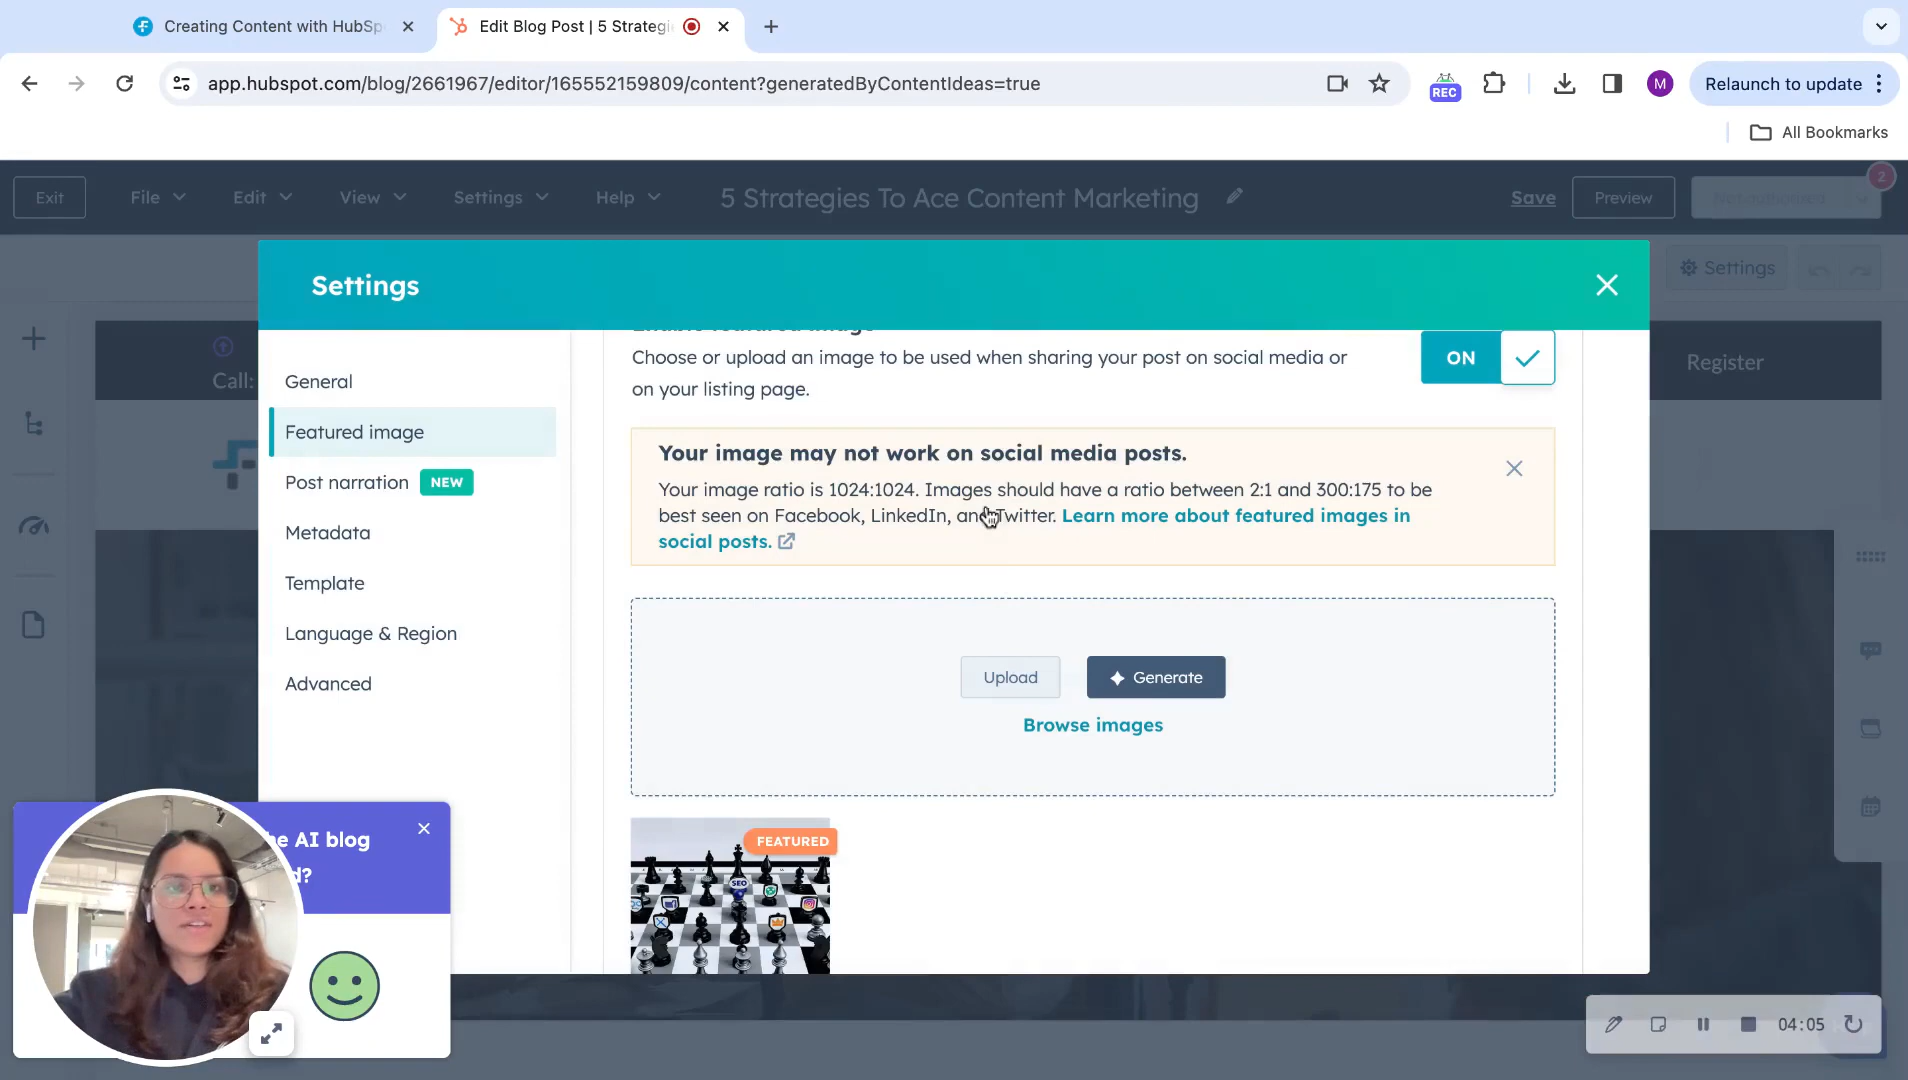 Creating Content with HubSp
Edit Blog Post | 5 Strategi
app.hubspot.com/blog/2661967/editor/165552159809/content?generatedByContentIdeas=true
REC
M
Relaunch to update
All Bookmarks
Exit
File
Edit
View
Settings
Help
5 Strategies To Ace Content Marketing
Save
Preview
2
Settings
Settings
Call:
Register
General
Featured image
Post narration NEW
Metadata
Template
Language & Region
Advanced
Choose or upload an image to be used when sharing your post on social media or
on your listing page.
ON
Your image may not work on social media posts.
Your image ratio is 1024:1024. Images should have a ratio between 2:1 and 300:175 to be
best seen on Facebook, LinkedIn, and Twitter. Learn more about featured images in
social posts.
Upload
Generate
Browse images
FEATURED
SEO
he AI blog
d?
04:05